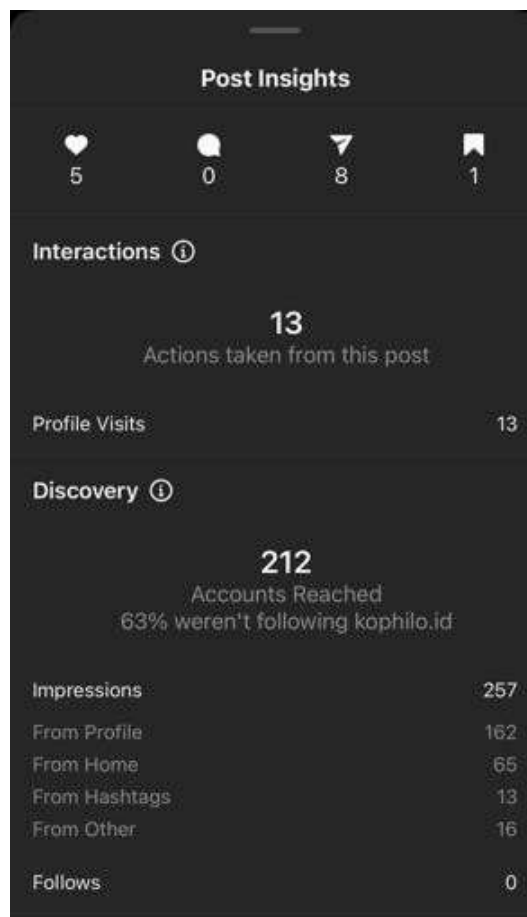 Post Insights
5 0 8 1
Interactions
13
Actions taken from this post
Profile Visits 13
Discovery
212
Accounts Reached
63% weren't following kophilo.id
Impressions 257
From Profile 162
From Home 65
From Hashtags 13
From Other 16
Follows 0